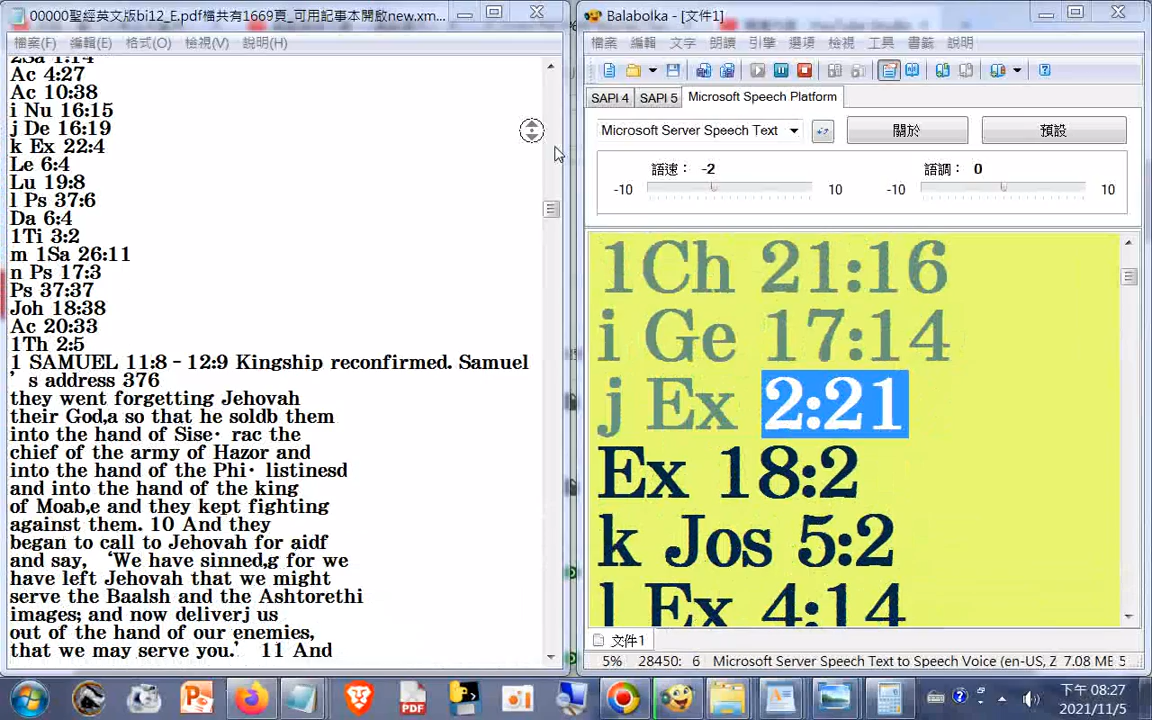 00000聖經英文版bi12_E.pdf檔共有1669頁_可用記事本開啟new.xm...
檔案(F) 編輯(E) 格式(O) 檢視(V) 說明(H)
2Sa 1:14
Ac 4:27
Ac 10:38
i Nu 16:15
j De 16:19
k Ex 22:4
Le 6:4
Lu 19:8
l Ps 37:6
Da 6:4
1Ti 3:2
m 1Sa 26:11
n Ps 17:3
Ps 37:37
Joh 18:38
Ac 20:33
1Th 2:5
1 SAMUEL 11:8–12:9 Kingship reconfirmed. Samuel
’s address 376
they went forgetting Jehovah
their God,a so that he soldb them
into the hand of Sise· rac the
chief of the army of Hazor and
into the hand of the Phi· listinesd
and into the hand of the king
of Moab,e and they kept fighting
against them. 10 And they
began to call to Jehovah for aidf
and say, ‘We have sinned,g for we
have left Jehovah that we might
serve the Baalsh and the Ashtorethi
images; and now deliverj us
out of the hand of our enemies,
that we may serve you.’ 11 And
Balabolka - [文件1]
檔案 編輯 文字 朗讀 引擎 選項 檢視 工具 書籤 說明
SAPI 4 SAPI 5 Microsoft Speech Platform
Microsoft Server Speech Text 關於 預設
語速： -2 語調： 0
-10 10 -10 10
1Ch 21:16
i Ge 17:14
j Ex 2:21
Ex 18:2
k Jos 5:2
l Ex 4:14
文件1
5% 28450: 6 Microsoft Server Speech Text to Speech Voice (en-US, Z 7.08 MB 5
PDF
下午 08:27
2021/11/5